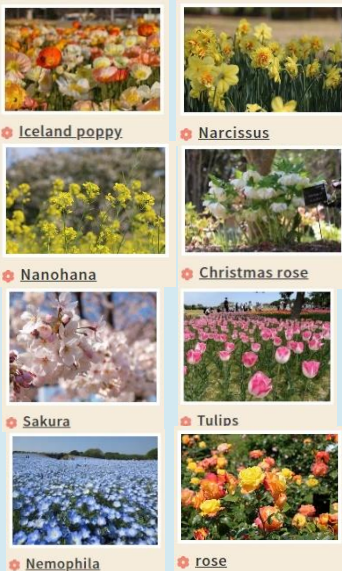 Iceland poppy
Narcissus
Nanohana
Christmas rose
Sakura
Tulips
Nemophila
rose